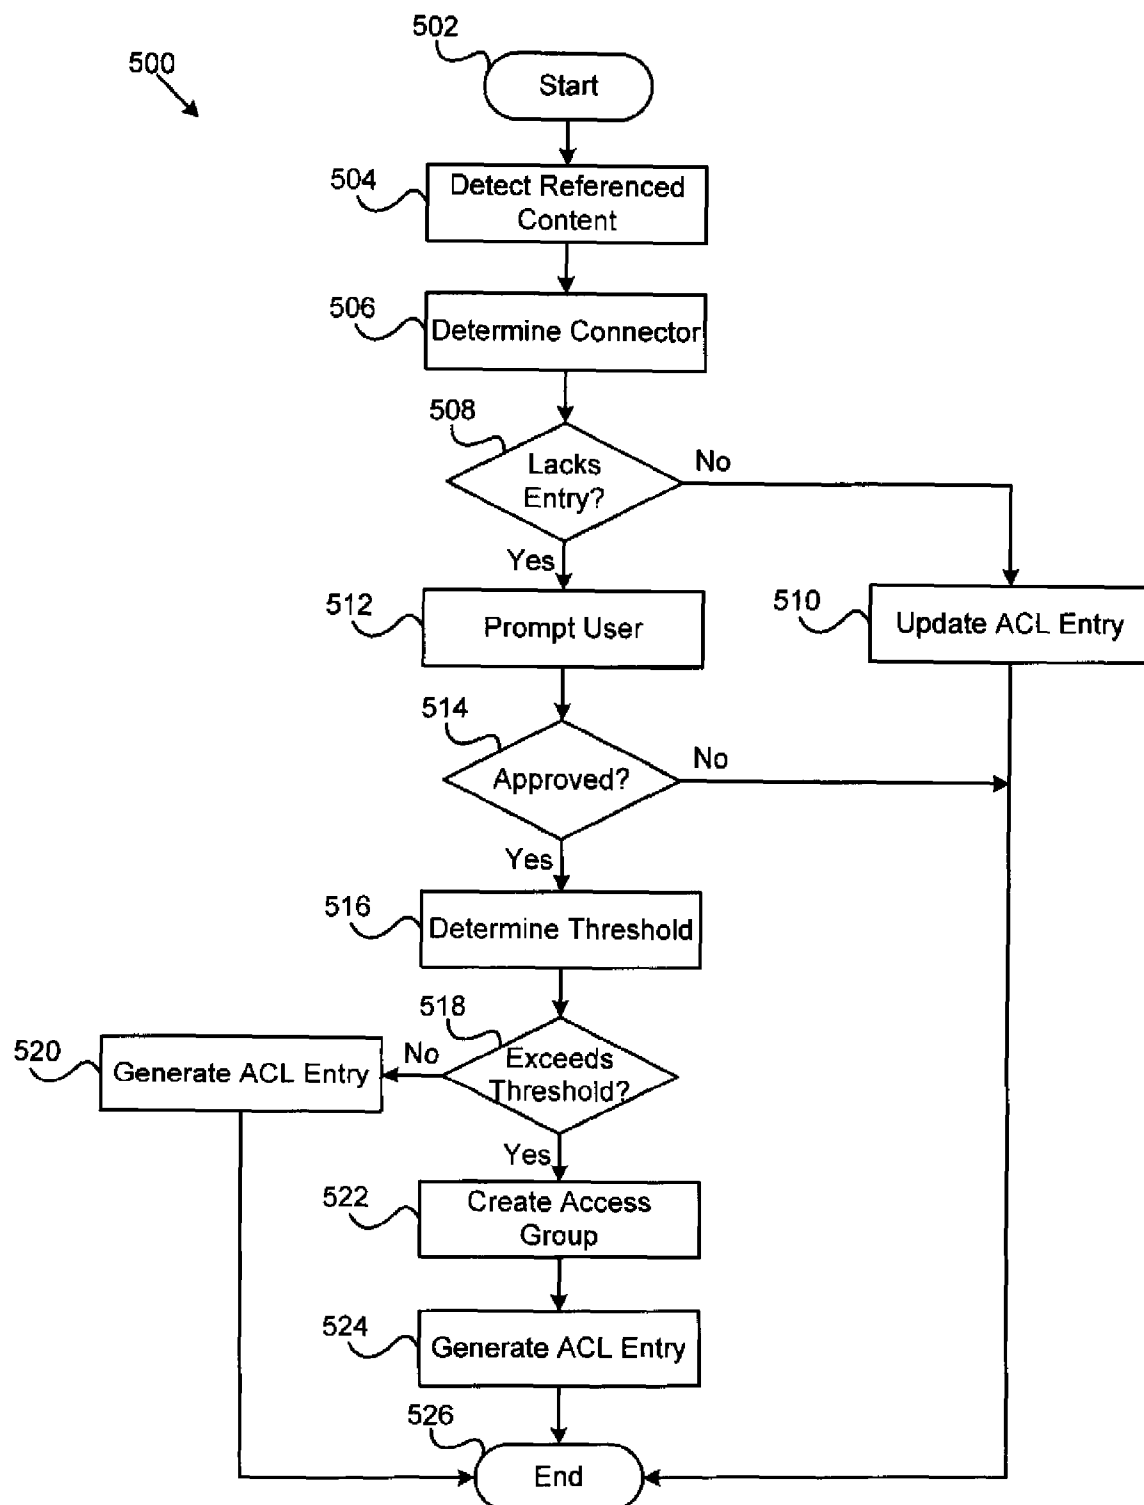 502
500
Start
504
Detect Referenced
Content
506
Determine Connector
508
Lacks
Entry?
No
Yes
512
Prompt User
510
Update ACL Entry
514
Approved?
No
Yes
516
Determine Threshold
518
Exceeds
Threshold?
No
520
Generate ACL Entry
Yes
522
Create Access
Group
524
Generate ACL Entry
526
End